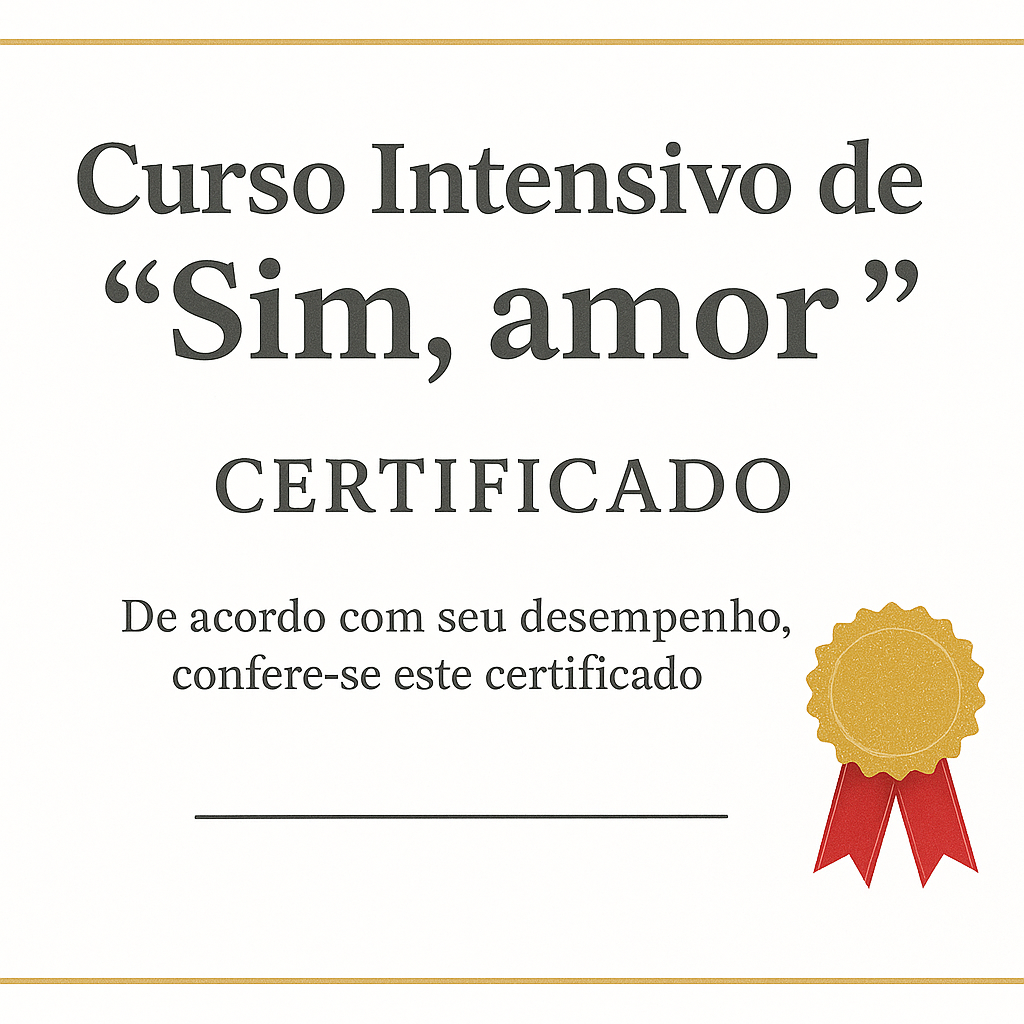 Curso Intensivo de
“Sim, amor”
CERTIFICADO
De acordo com seu desempenho,
confere-se este certificado